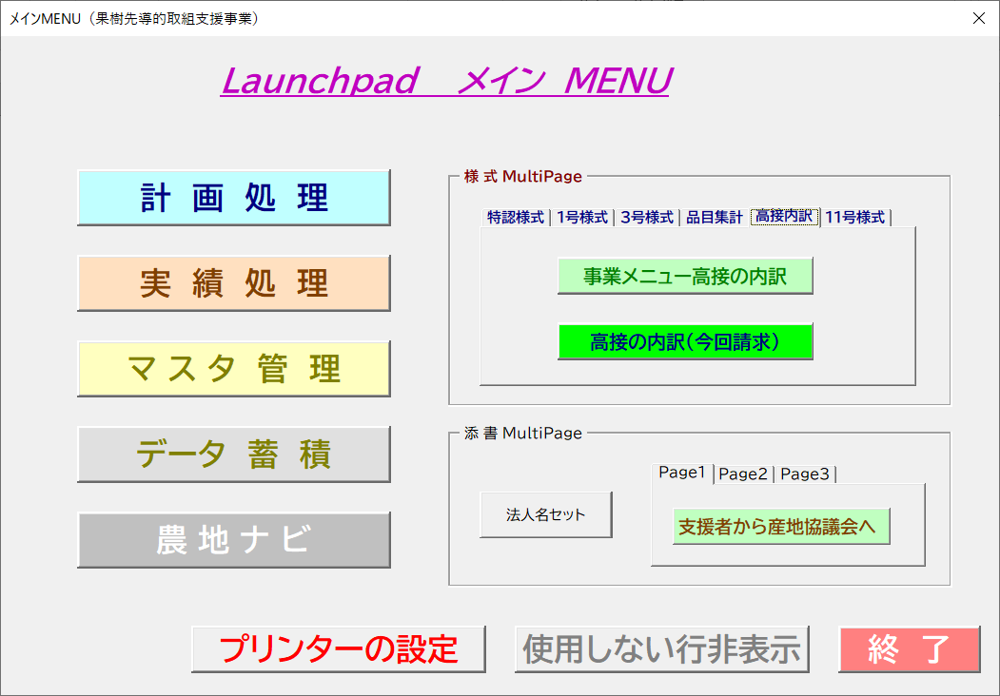 メインMENU（果樹先導的取組支援事業）
Launchpad　メイン MENU
計 画 処 理
実 績 処 理
マ ス タ 管 理
データ 蓄 積
農 地 ナ ビ
様 式 MultiPage
特認様式 1号様式 3号様式 品目集計 高接内訳 11号様式
事業メニュー高接の内訳
高接の内訳（今回請求）
添 書 MultiPage
Page1 Page2 Page3
法人名セット
支援者から産地協議会へ
プリンターの設定
使用しない行非表示
終 了